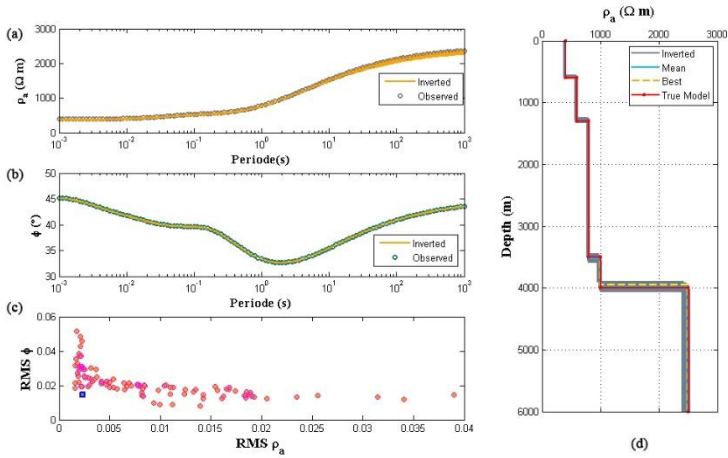 (a)
ρa (Ω m)
3000
2000
1000
0
Inverted
Observed
10-3 10-2 10-1 100 101 102 103
Periode(s)
(b)
ϕ (°)
50
45
40
35
30
Inverted
Observed
10-3 10-2 10-1 100 101 102 103
Periode (s)
(c)
RMS ϕ
0.06
0.04
0.02
0
0 0.005 0.01 0.015 0.02 0.025 0.03 0.035 0.04
RMS ρa
ρa (Ω m)
0 1000 2000 3000
Inverted
Mean
Best
True Model
Depth (m)
0
1000
2000
3000
4000
5000
6000
(d)